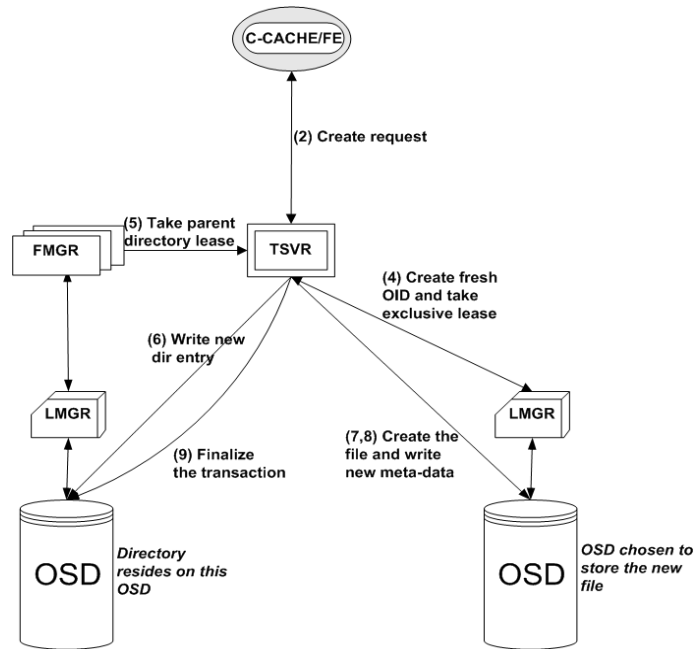 C-CACHE/FE
(2) Create request
(5) Take parent
directory lease
FMGR
TSVR
(4) Create fresh
OID and take
exclusive lease
(6) Write new
dir entry
LMGR
LMGR
(7,8) Create the
file and write
new meta-data
(9) Finalize
the transaction
OSD
Directory
resides on this
OSD
OSD
OSD chosen to
store the new
file